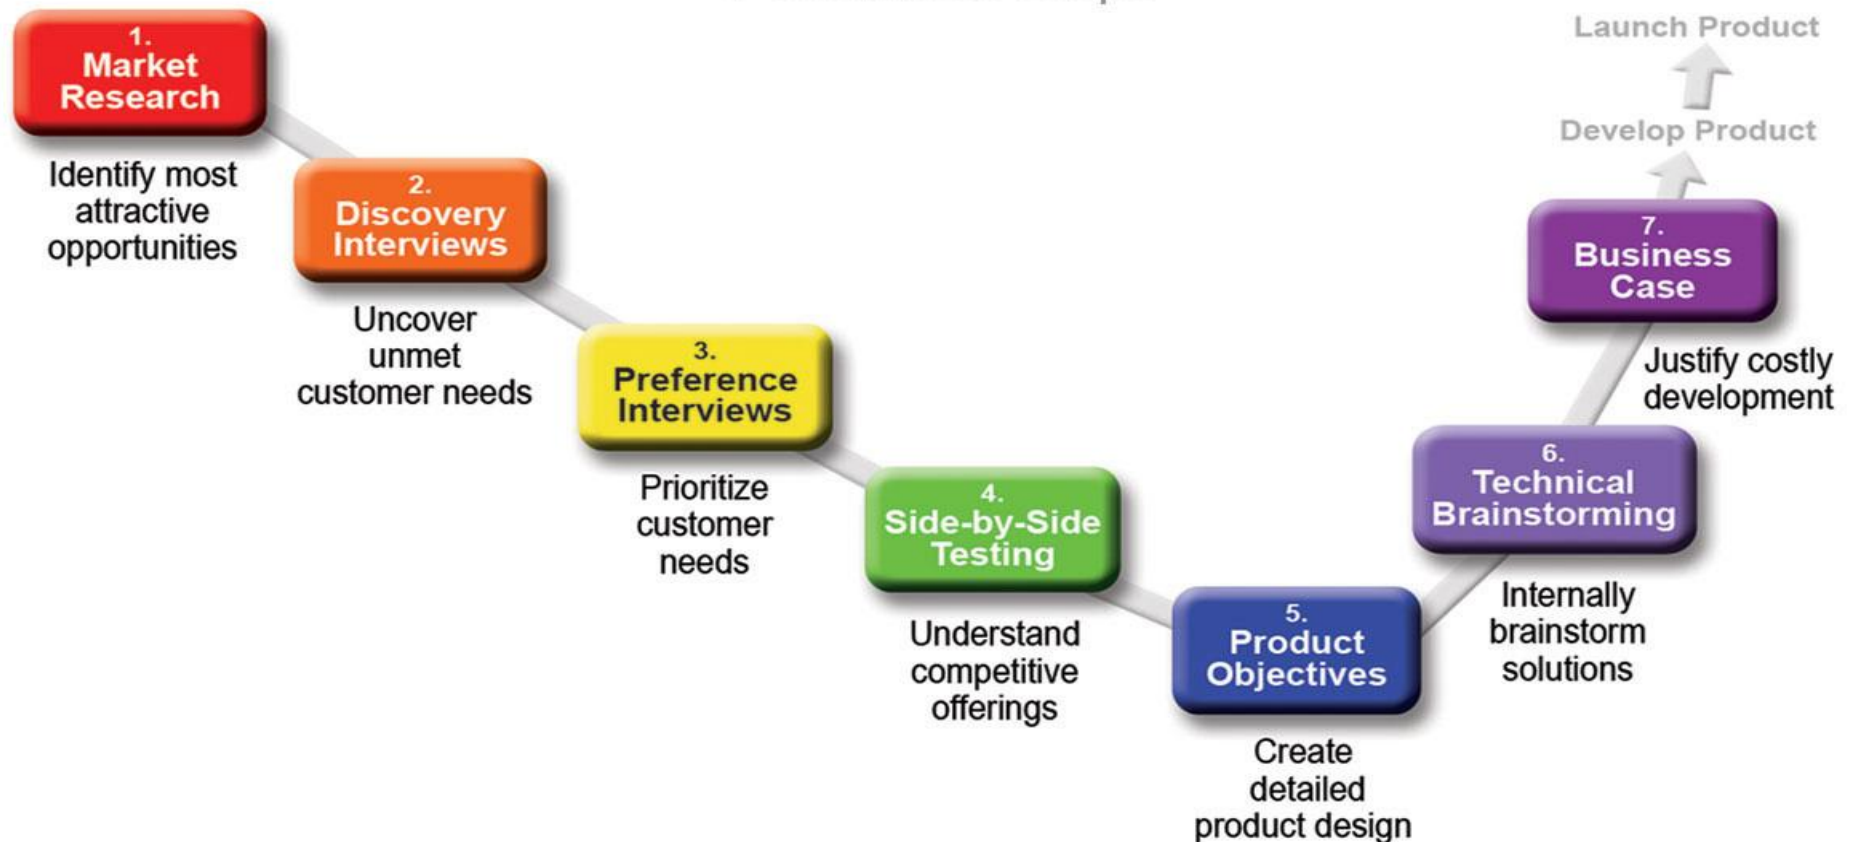 1.
Market
Research
Identify most
attractive
opportunities
2.
Discovery
Interviews
Uncover
unmet
customer needs
3.
Preference
Interviews
Prioritize
customer
needs
4.
Side-by-Side
Testing
Understand
competitive
offerings
5.
Product
Objectives
Create
detailed
product design
6.
Technical
Brainstorming
Internally
brainstorm
solutions
7.
Business
Case
Justify costly
development
Develop Product
Launch Product